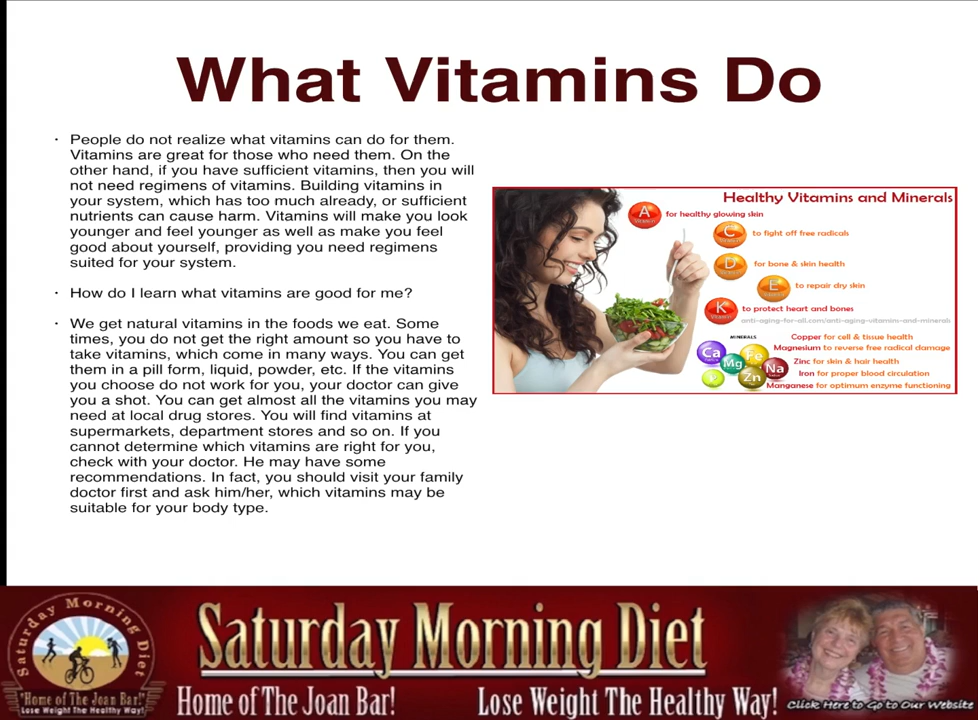 What Vitamins Do
· People do not realize what vitamins can do for them.
Vitamins are great for those who need them. On the
other hand, if you have sufficient vitamins, then you will
not need regimens of vitamins. Building vitamins in
your system, which has too much already, or sufficient
nutrients can cause harm. Vitamins will make you look
younger and feel younger as well as make you feel
good about yourself, providing you need regimens
suited for your system.
· How do I learn what vitamins are good for me?
· We get natural vitamins in the foods we eat. Some
times, you do not get the right amount so you have to
take vitamins, which come in many ways. You can get
them in a pill form, liquid, powder, etc. If the vitamins
you choose do not work for you, your doctor can give
you a shot. You can get almost all the vitamins you may
need at local drug stores. You will find vitamins at
supermarkets, department stores and so on. If you
cannot determine which vitamins are right for you,
check with your doctor. He may have some
recommendations. In fact, you should visit your family
doctor first and ask him/her, which vitamins may be
suitable for your body type.
Healthy Vitamins and Minerals
A for healthy glowing skin
C to fight off free radicals
D for bone & skin health
E to repair dry skin
K to protect heart and bones
anti-aging-for-all.com/anti-aging-vitamins-and-minerals
MINERALS
Ca Mg Fe Zn Na
Copper for cell & tissue health
Magnesium to reverse free radical damage
Zinc for skin & hair health
Iron for proper blood circulation
Manganese for optimum enzyme functioning
Saturday Morning Diet
"Home of The Joan Bar!"
Lose Weight The Healthy Way!
Saturday Morning Diet
Home of The Joan Bar! Lose Weight The Healthy Way!
Click Here to Go to Our Website